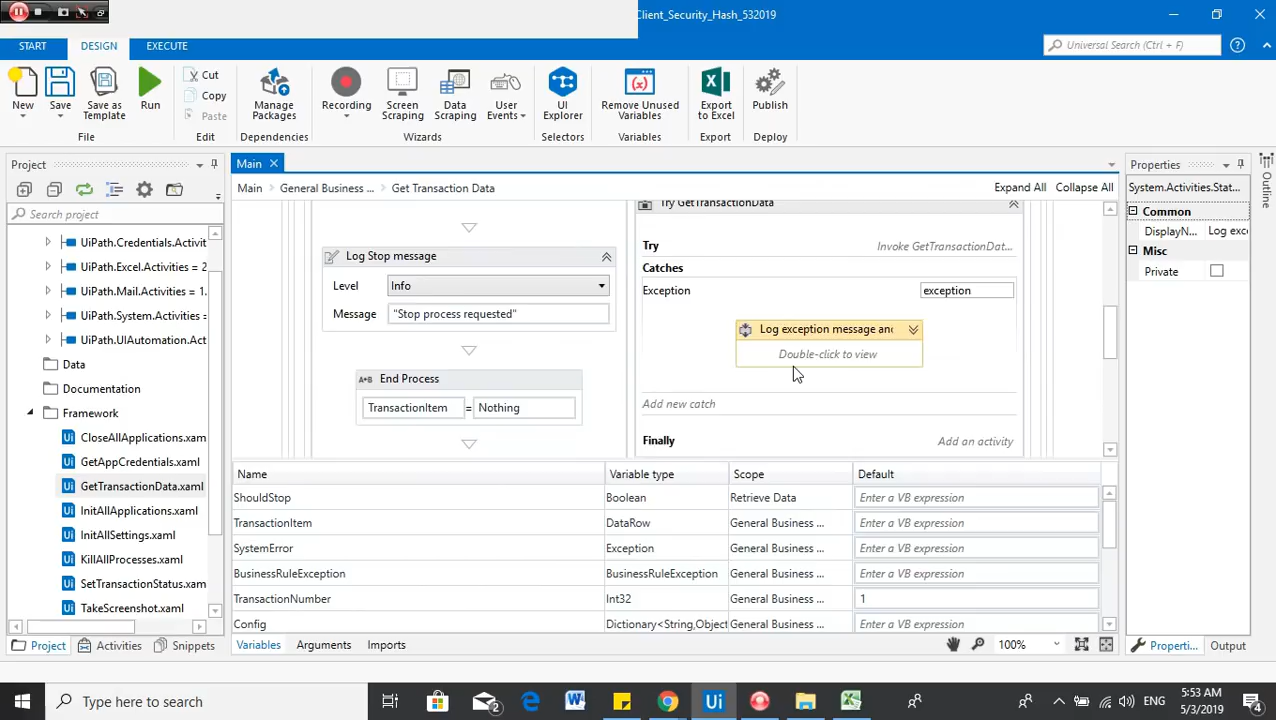 Client_Security_Hash_532019
START
DESIGN
EXECUTE
Universal Search (Ctrl + F)
New
Save
Save as
Template
Run
File
Cut
Copy
Paste
Edit
Manage
Packages
Dependencies
Recording
Screen
Scraping
Data
Scraping
User
Events
Wizards
UI
Explorer
Selectors
Remove Unused
Variables
Variables
Export
to Excel
Export
Publish
Deploy
Project
Search project
UiPath.Credentials.Activit
UiPath.Excel.Activities = 2
UiPath.Mail.Activities = 1.
UiPath.System.Activities =
UiPath.UIAutomation.Act
Data
Documentation
Framework
CloseAllApplications.xam
GetAppCredentials.xaml
GetTransactionData.xaml
InitAllApplications.xaml
InitAllSettings.xaml
KillAllProcesses.xaml
SetTransactionStatus.xam
TakeScreenshot.xaml
Project
Activities
Snippets
Main
Main
General Business ...
Get Transaction Data
Expand All
Collapse All
Log Stop message
Level
Info
Message
"Stop process requested"
End Process
A+B
TransactionItem
=
Nothing
Try GetTransactionData
Try
Invoke GetTransactionDat...
Catches
Exception
exception
Log exception message and
Double-click to view
Add new catch
Finally
Add an activity
Name Variable type Scope Default
ShouldStop Boolean Retrieve Data Enter a VB expression
TransactionItem DataRow General Business ... Enter a VB expression
SystemError Exception General Business ... Enter a VB expression
BusinessRuleException BusinessRuleException General Business ... Enter a VB expression
TransactionNumber Int32 General Business ... 1
Config Dictionary<String,Object General Business ... Enter a VB expression
Variables
Arguments
Imports
100%
Properties
System.Activities.Stat...
Common
DisplayN... Log exc
Misc
Private
Properti...
Output
Outline
Type here to search
2
Ui
ENG
5:53 AM
5/3/2019
4